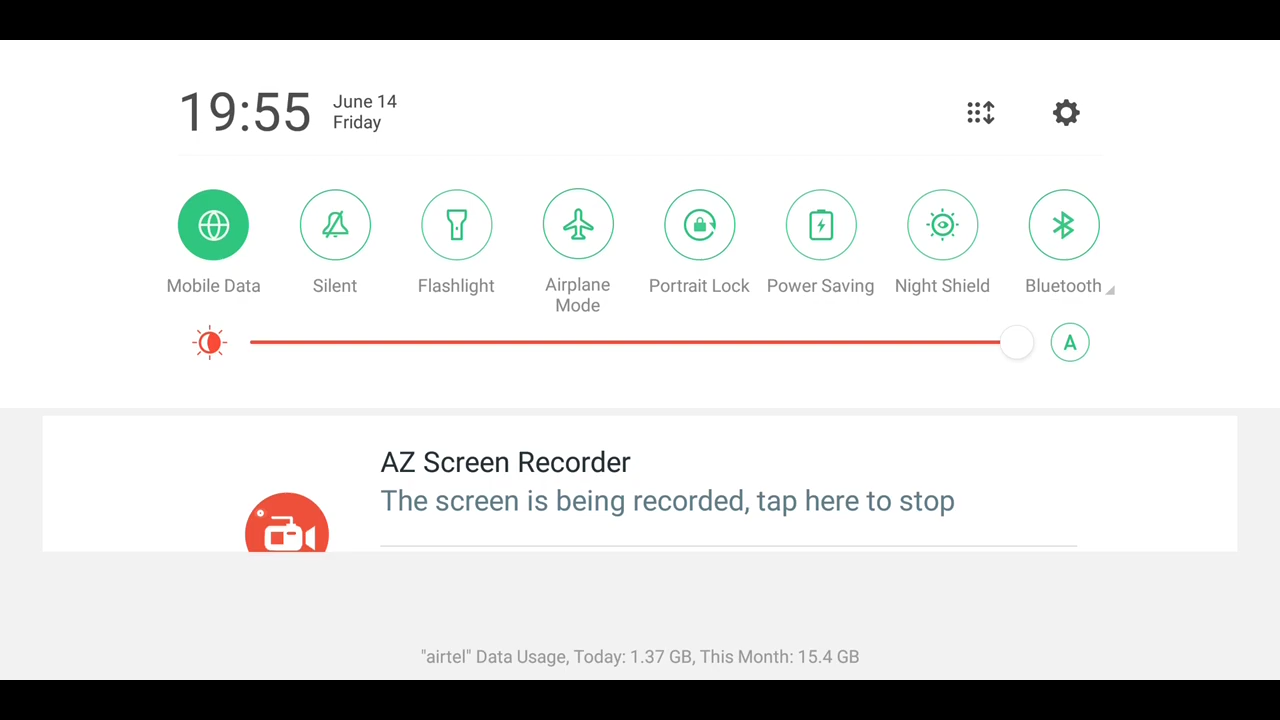 19:55
June 14
Friday
Mobile Data
Silent
Flashlight
Airplane
Mode
Portrait Lock
Power Saving
Night Shield
Bluetooth
A
AZ Screen Recorder
The screen is being recorded, tap here to stop
"airtel" Data Usage, Today: 1.37 GB, This Month: 15.4 GB